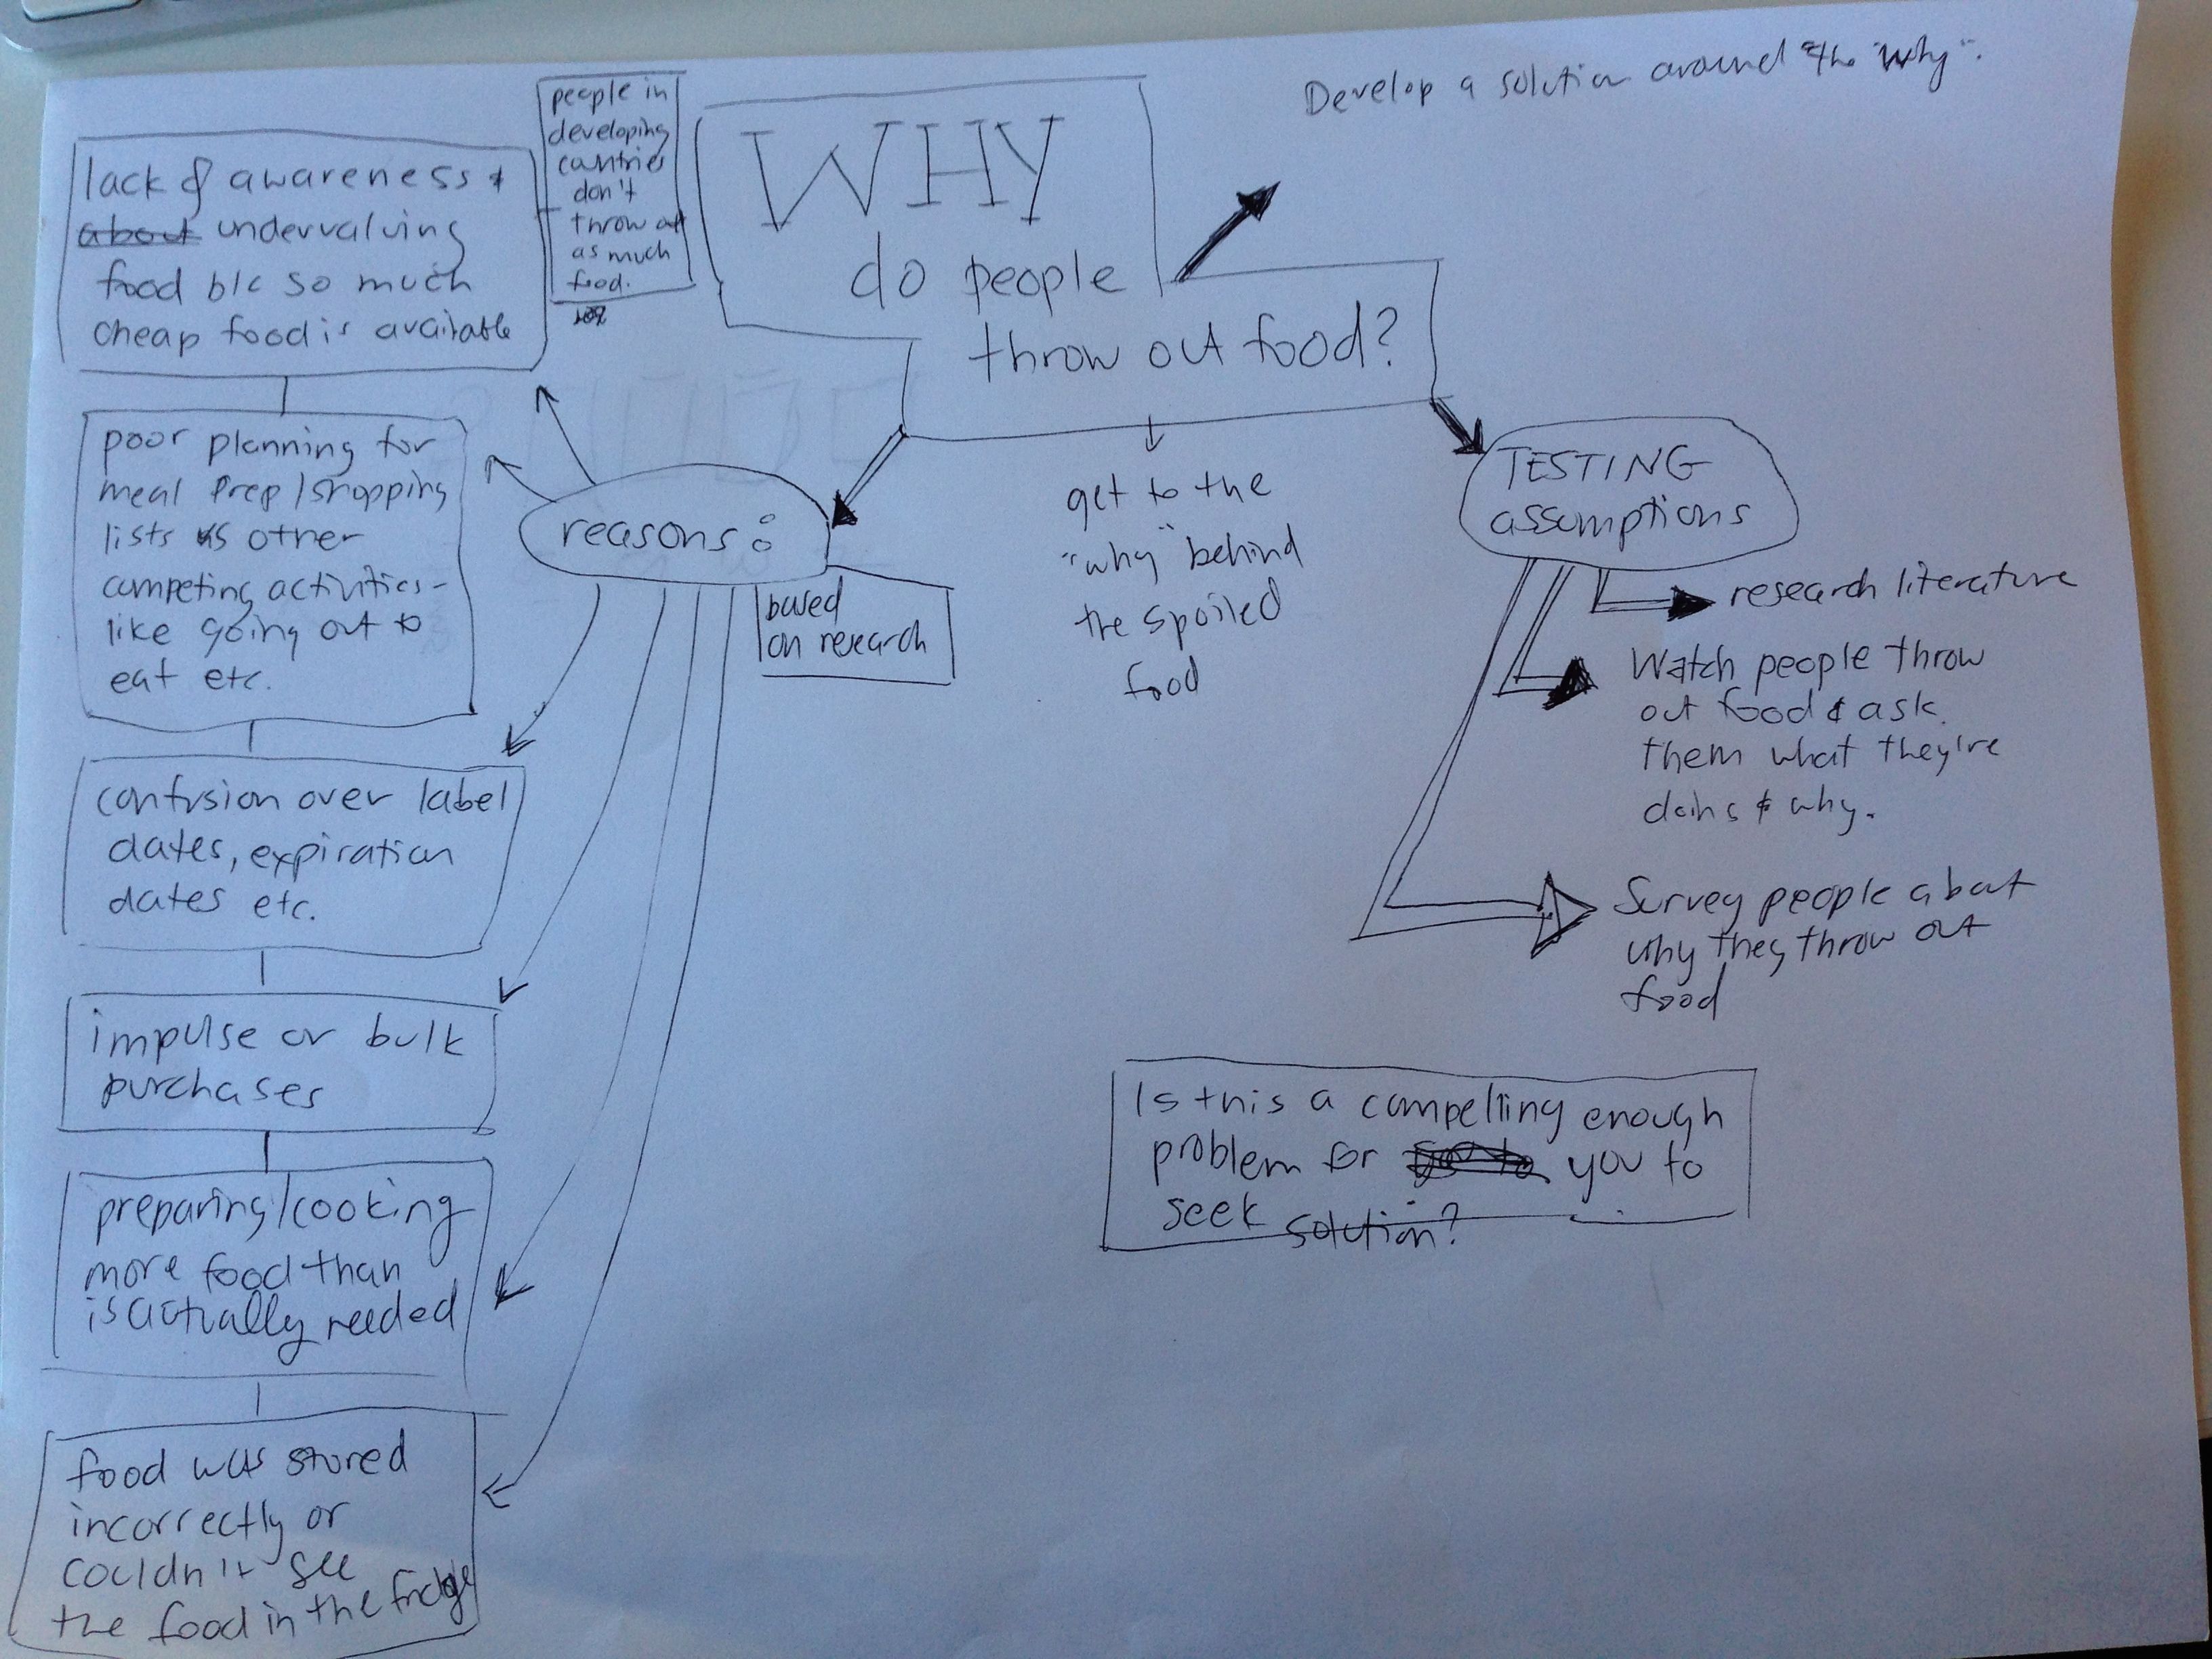 Develop a solution around the "why".
WHY
do people
throw out food?
people in
developing
countries
don't
throw out
as much
food.
lack of awareness &
about undervaluing
food b/c so much
cheap food is available
poor planning for
meal prep/shopping
lists vs other
competing activities-
like going out to
eat etc.
confusion over label
dates, expiration
dates etc.
impulse or bulk
purchases
preparing/cooking
more food than
is actually needed
food was stored
incorrectly or
couldn't see
the food in the fridge
reasons:
based
on research
get to the
"why" behind
the spoiled
food
TESTING
assumptions
research literature
Watch people throw
out food & ask
them what they're
doing & why.
Survey people about
why they throw out
food
Is this a compelling enough
problem for you to
seek solution?